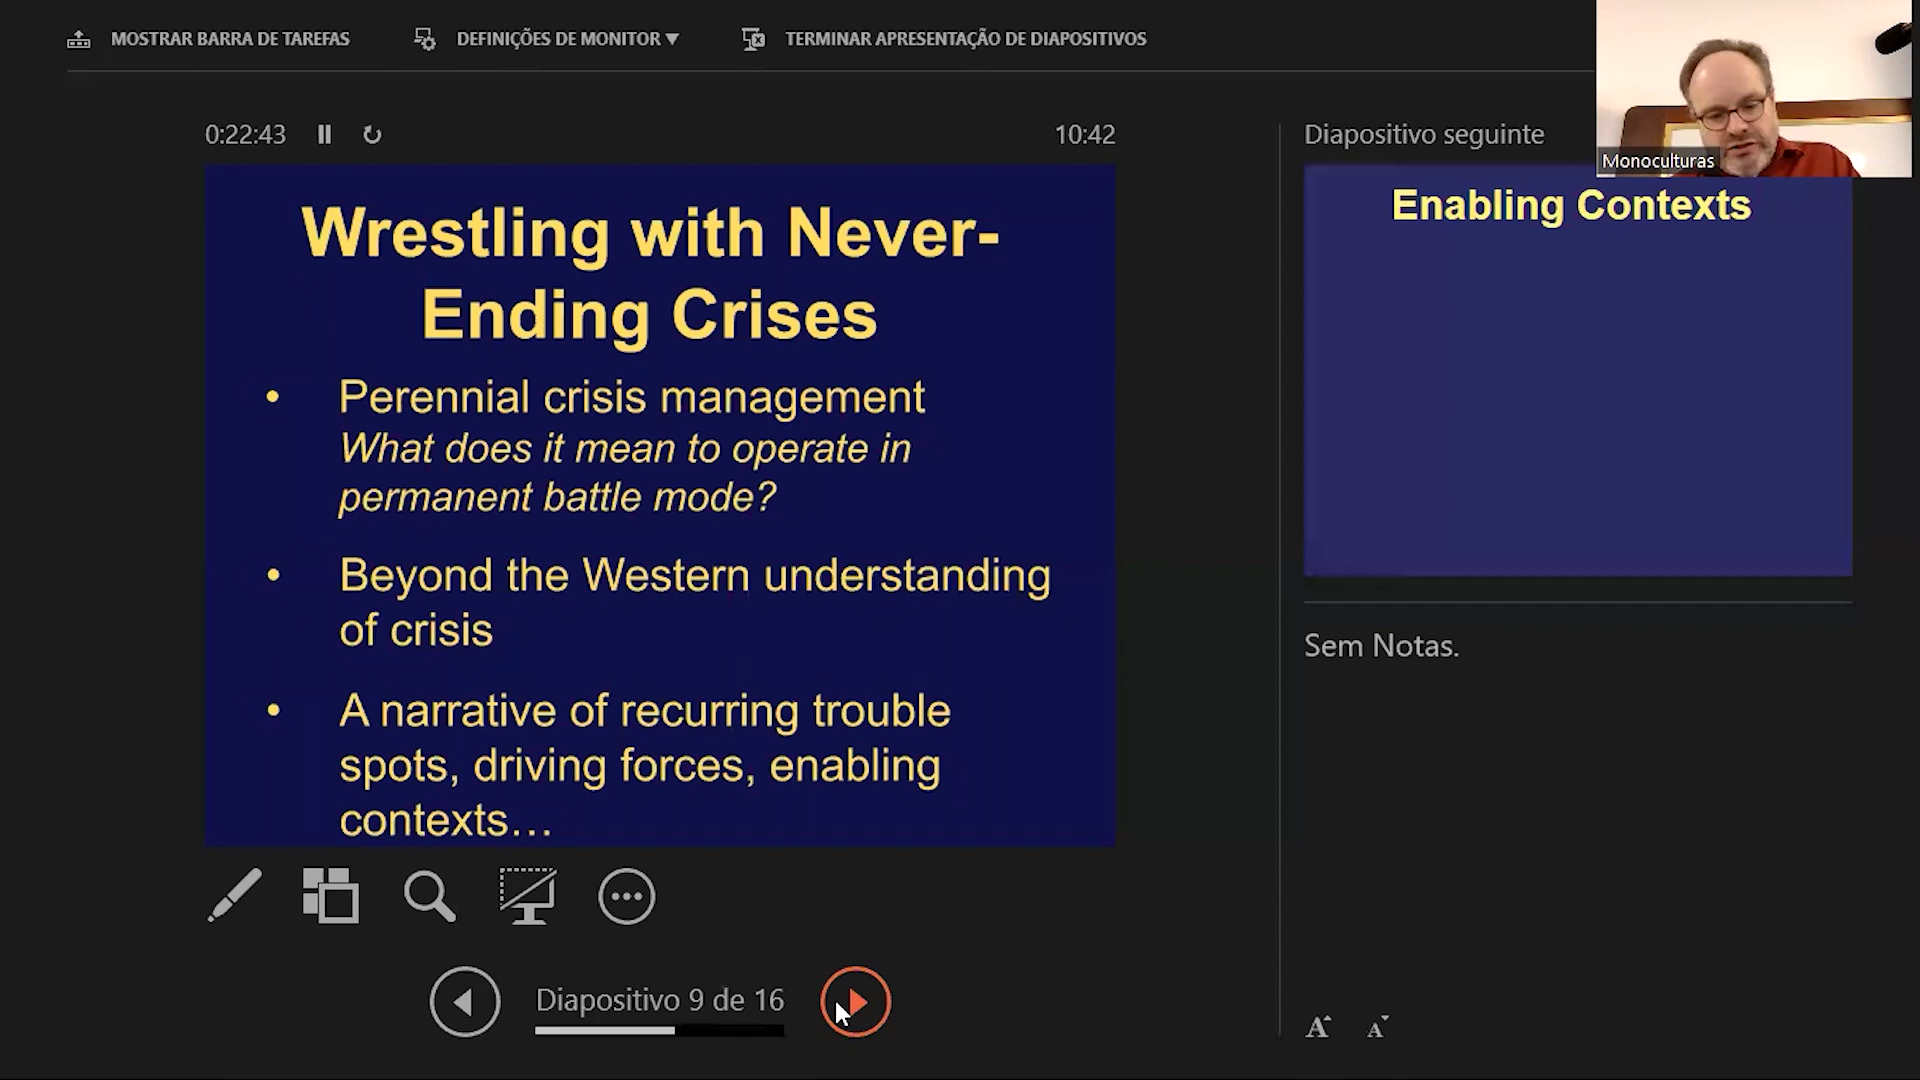 MOSTRAR BARRA DE TAREFAS
DEFINIÇÕES DE MONITOR
TERMINAR APRESENTAÇÃO DE DIAPOSITIVOS
Monoculturas
0:22:43
10:42
Wrestling with Never-
Ending Crises
• Perennial crisis management
What does it mean to operate in
permanent battle mode?
• Beyond the Western understanding
of crisis
• A narrative of recurring trouble
spots, driving forces, enabling
contexts…
Diapositivo 9 de 16
Diapositivo seguinte
Enabling Contexts
Sem Notas.
A A